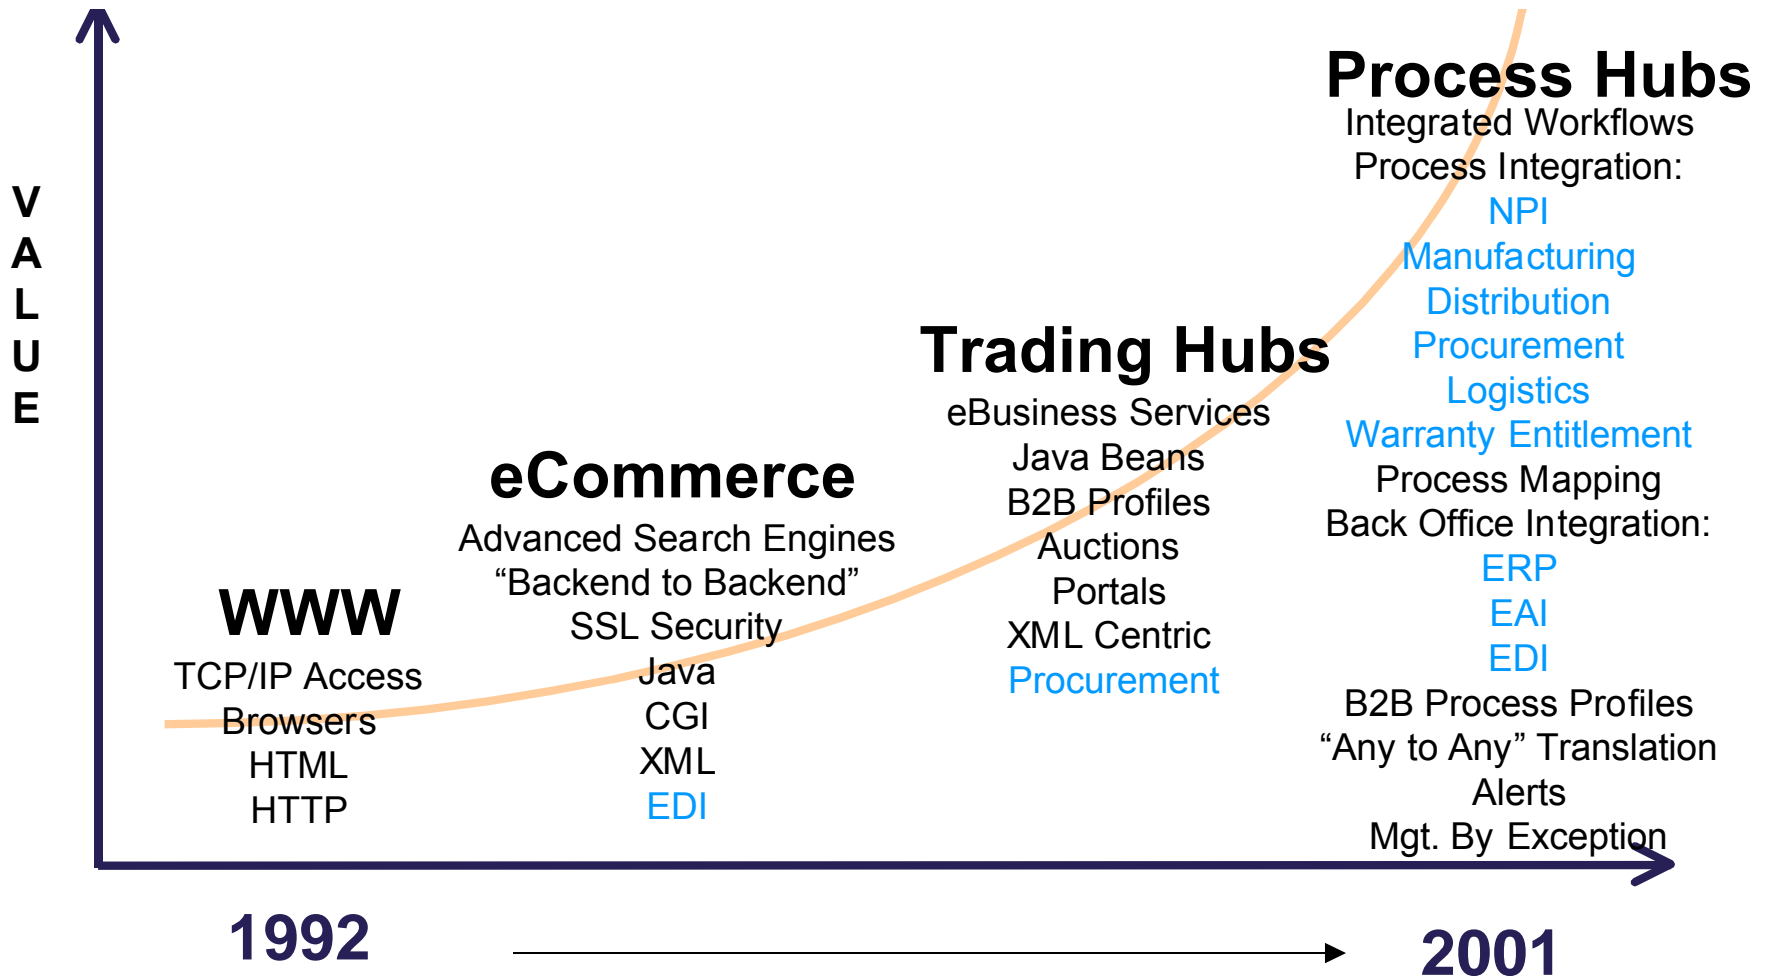 V
A
L
U
E
WWW
TCP/IP Access
Browsers
HTML
HTTP
eCommerce
Advanced Search Engines
“Backend to Backend”
SSL Security
Java
CGI
XML
EDI
Trading Hubs
eBusiness Services
Java Beans
B2B Profiles
Auctions
Portals
XML Centric
Procurement
Process Hubs
Integrated Workflows
Process Integration:
NPI
Manufacturing
Distribution
Procurement
Logistics
Warranty Entitlement
Process Mapping
Back Office Integration:
ERP
EAI
EDI
B2B Process Profiles
“Any to Any” Translation
Alerts
Mgt. By Exception
1992
2001